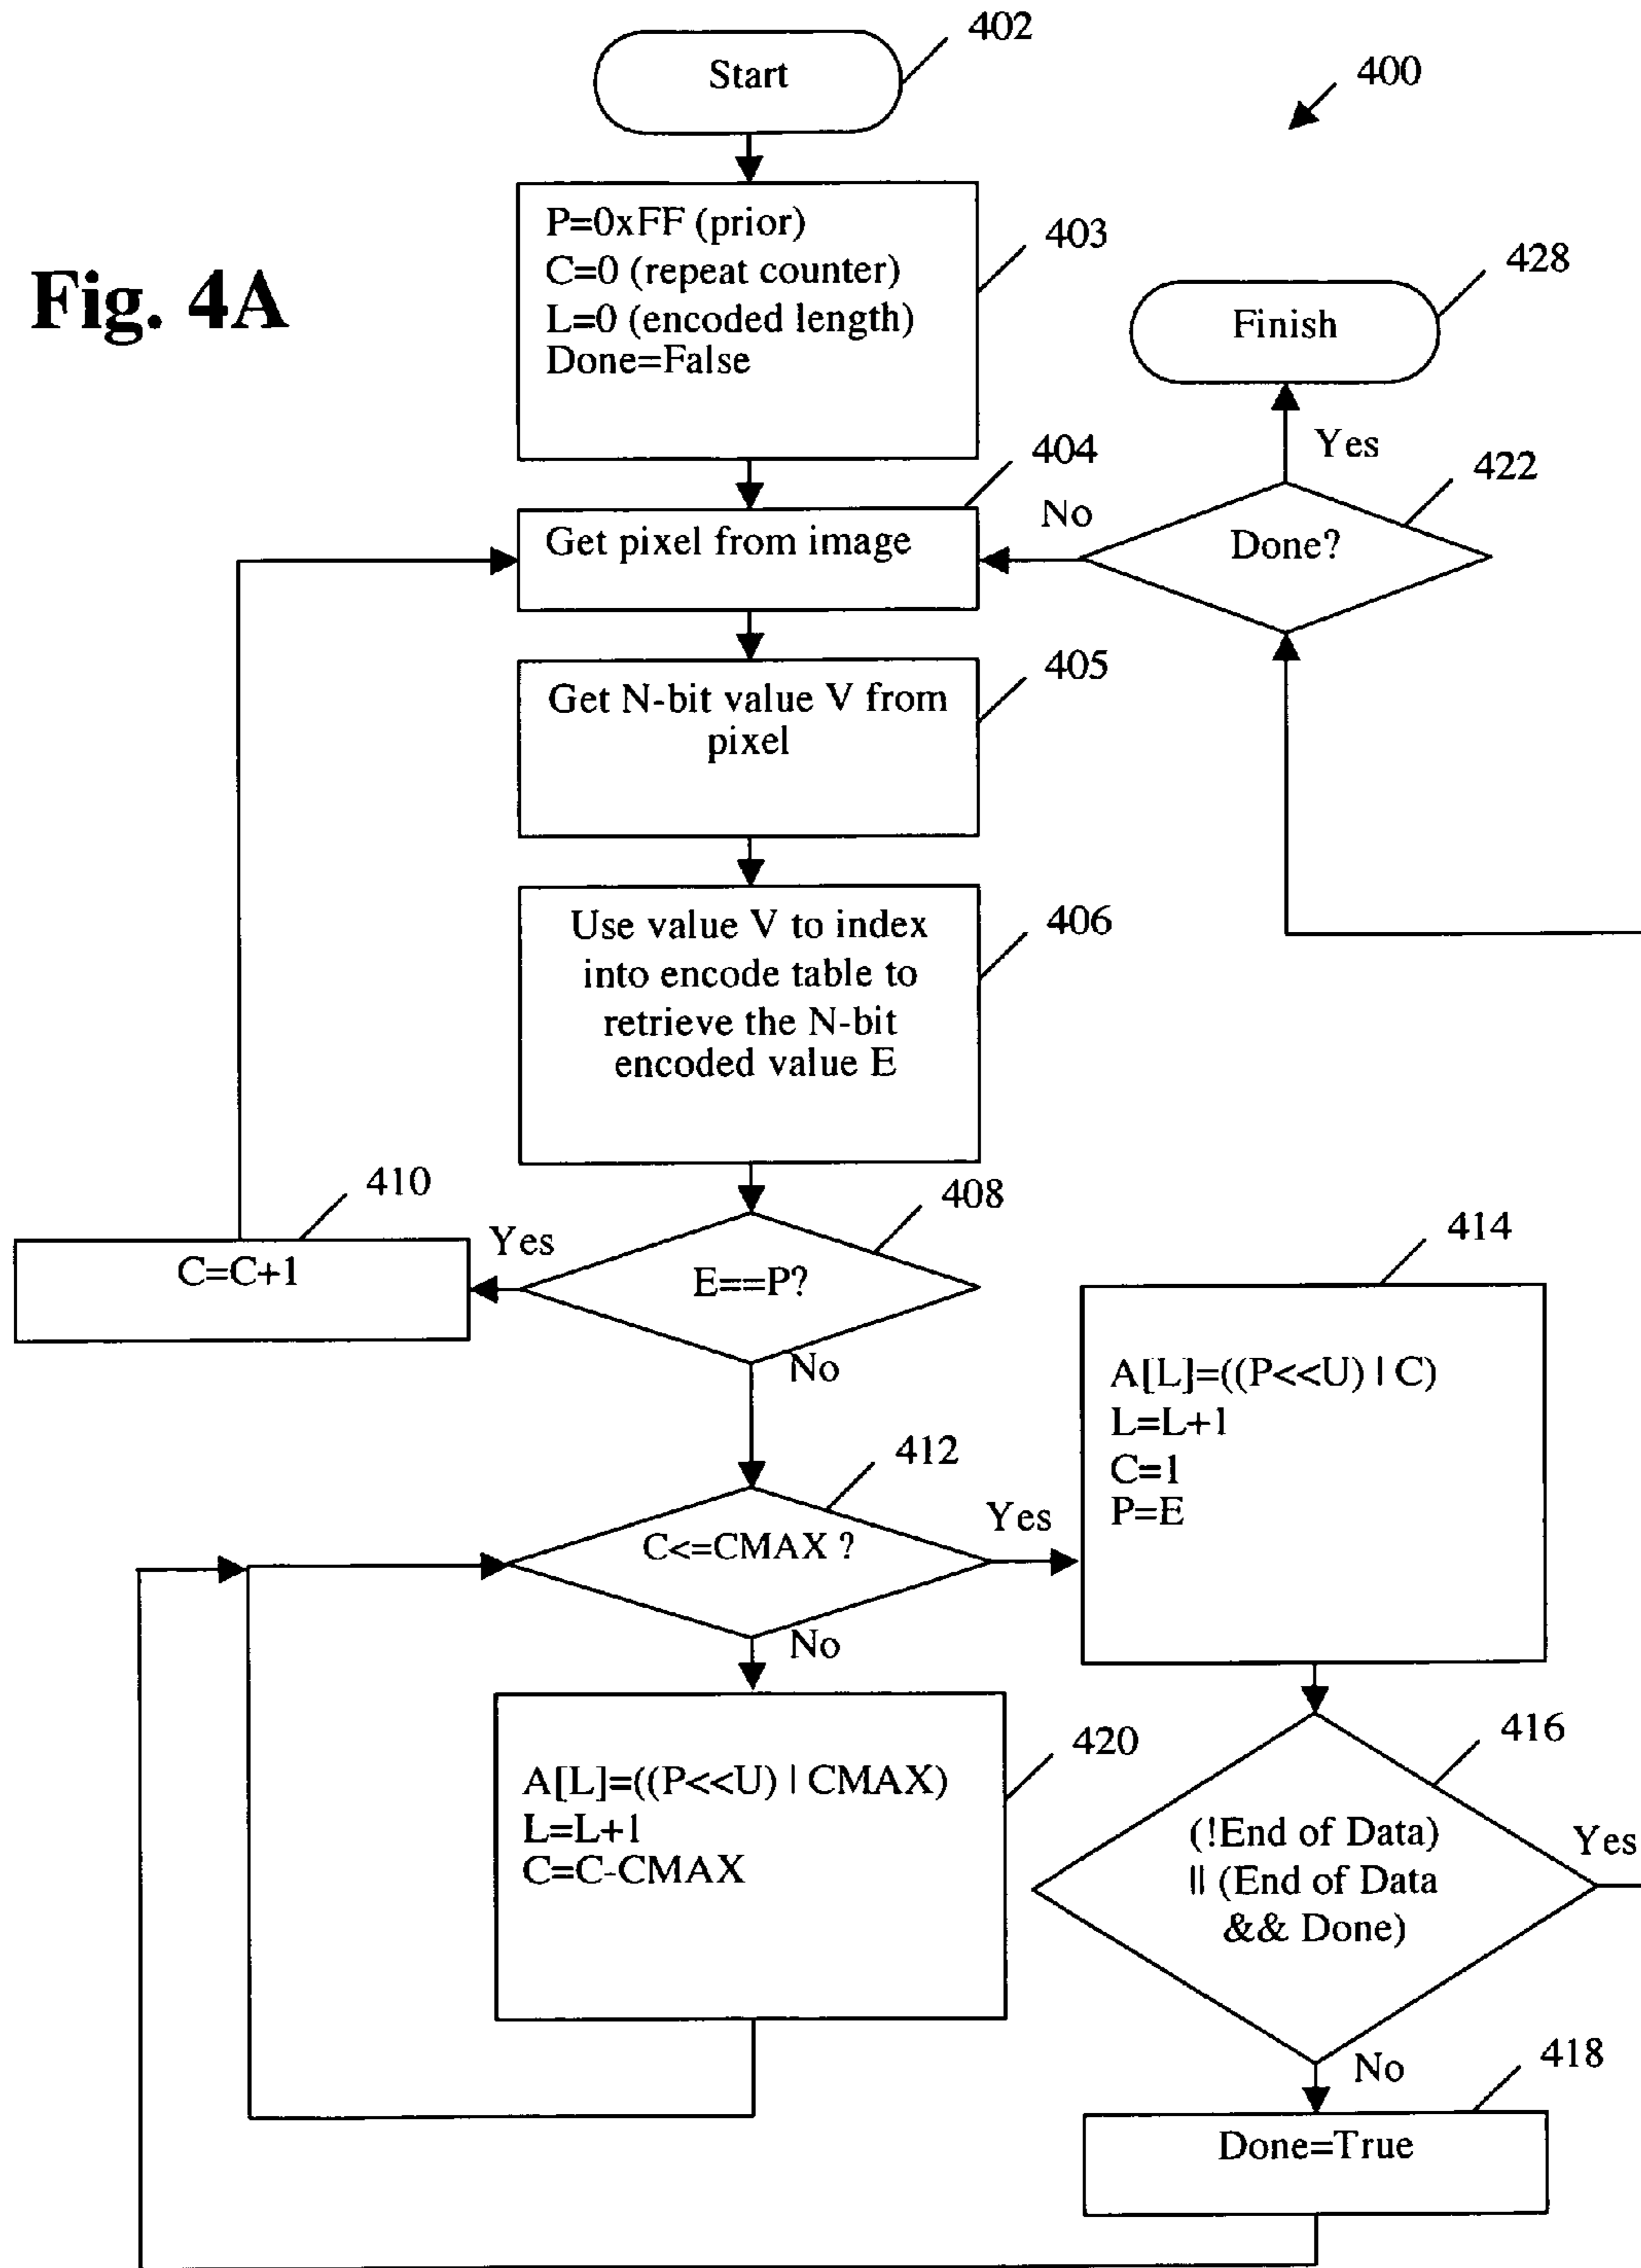 Start
402
400
Fig. 4A
P=0xFF (prior)
C=0 (repeat counter)
L=0 (encoded length)
Done=False
403
428
Finish
Yes
404
422
No
Get pixel from image
Done?
405
Get N-bit value V from
pixel
406
Use value V to index
into encode table to
retrieve the N-bit
encoded value E
410
408
Yes
C=C+1
E==P?
No
414
A[L]=((P<<U) | C)
L=L+1
C=1
P=E
412
C<=CMAX ?
Yes
No
420
A[L]=((P<<U) | CMAX)
L=L+1
C=C-CMAX
416
(!End of Data)
|| (End of Data
&& Done)
Yes
No
418
Done=True